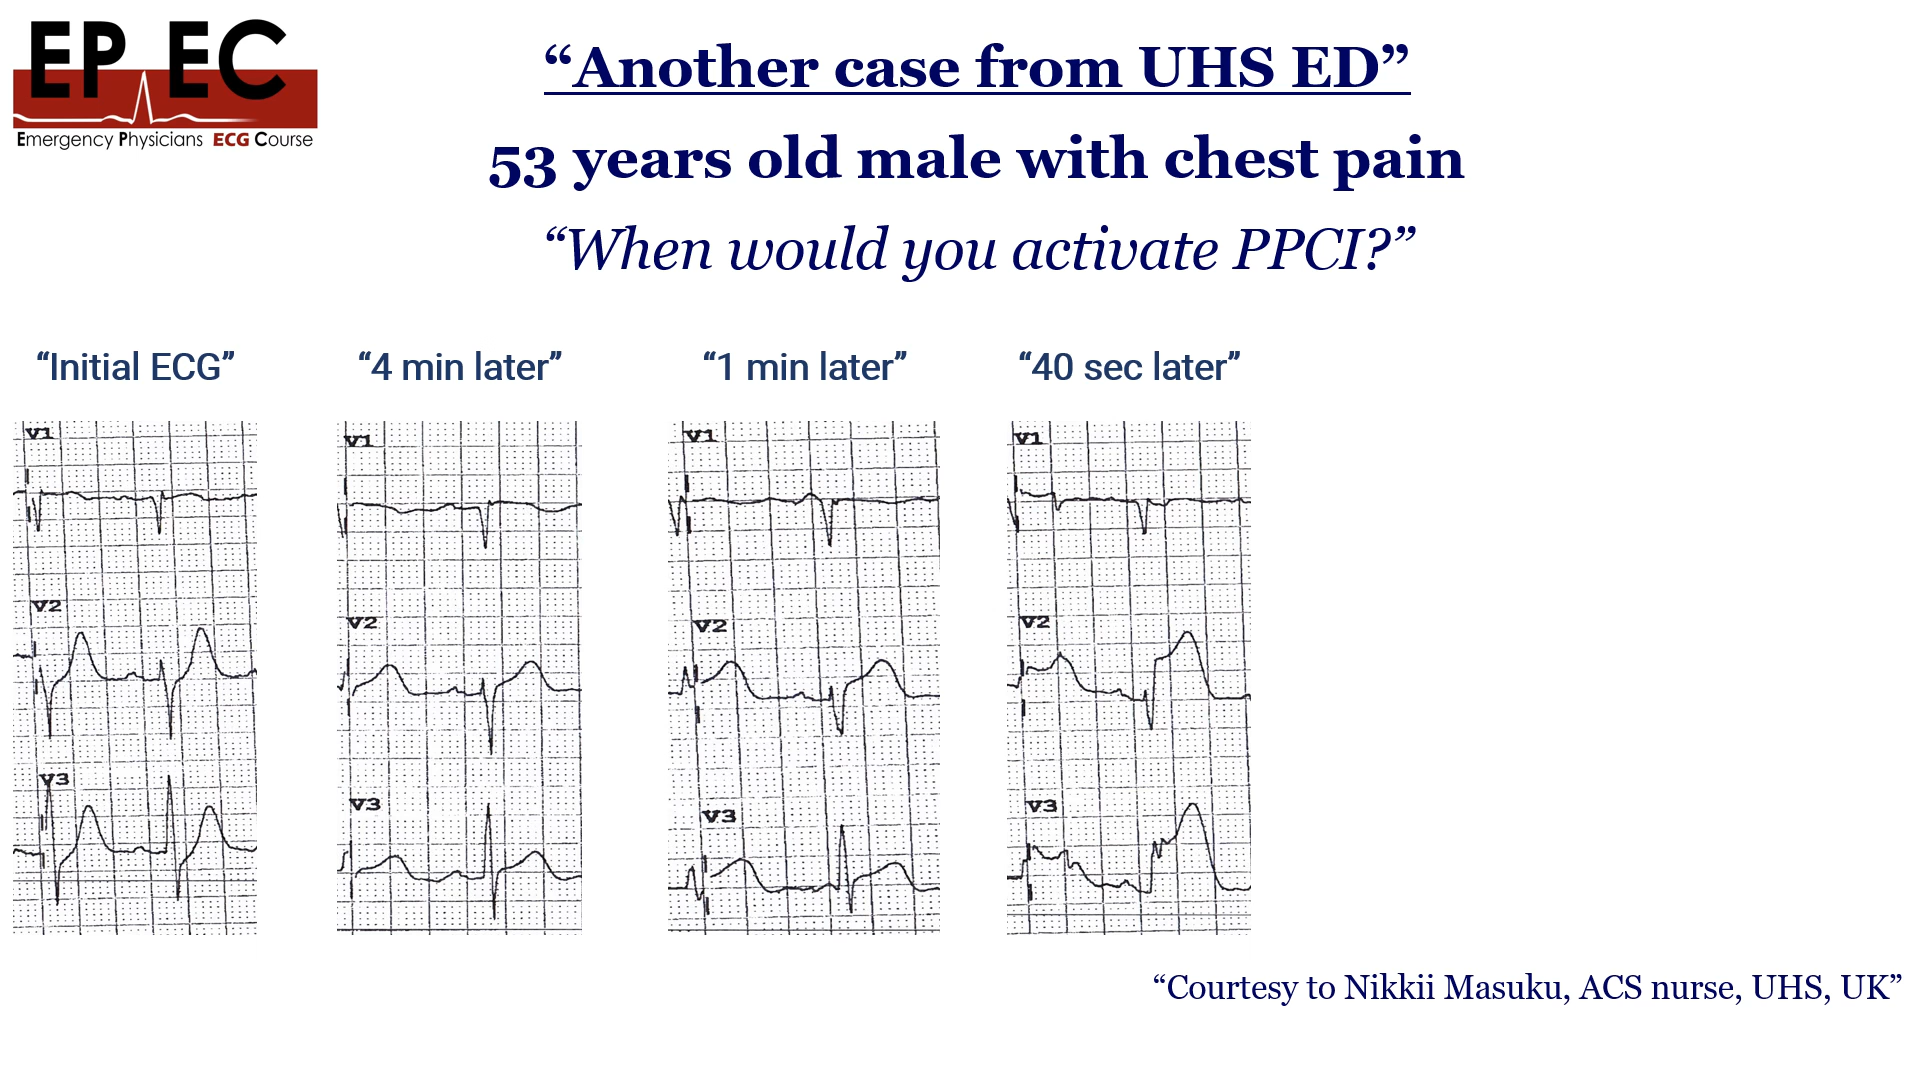 EP EC
Emergency Physicians ECG Course
“Another case from UHS ED”
53 years old male with chest pain
“When would you activate PPCI?”
“Initial ECG”
“4 min later”
“1 min later”
“40 sec later”
V1
V1
V1
V1
V2
V2
V2
V2
V3
V3
V3
V3
“Courtesy to Nikkii Masuku, ACS nurse, UHS, UK”